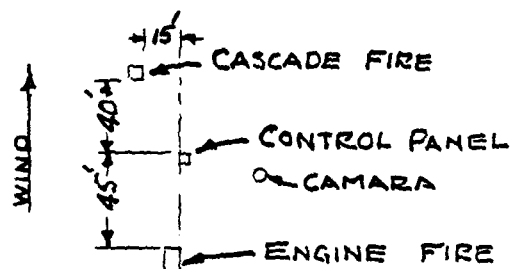 15'
CASCADE FIRE
40'
WIND
CONTROL PANEL
CAMARA
45'
ENGINE FIRE